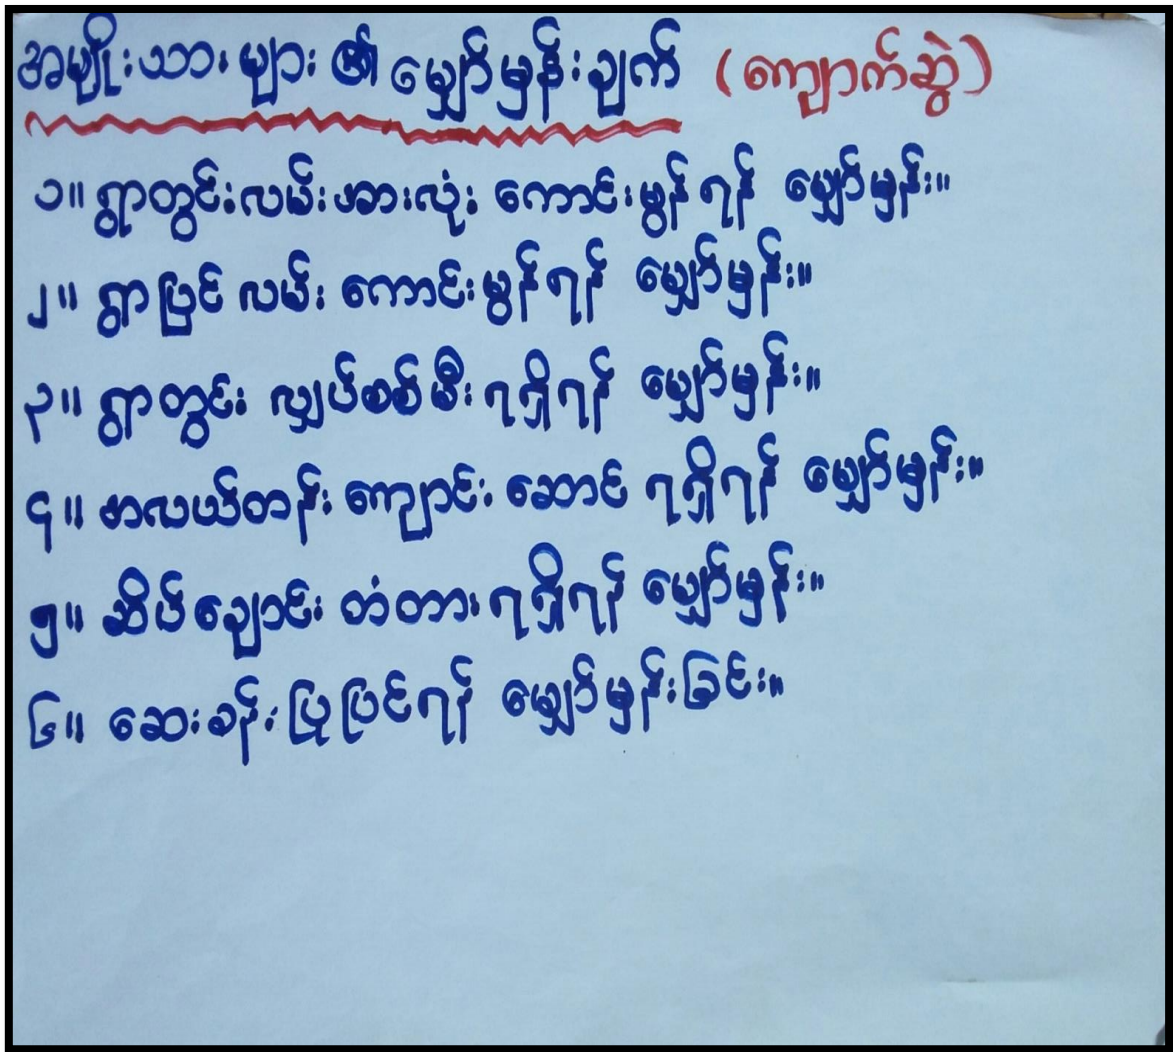 အမျိုးသားများ၏ မျှော်မှန်းချက် (ကျောက်ဆွဲ)
၁။ ရွာတွင်းလမ်းအားလုံး ကောင်းမွန်ရန် မျှော်မှန်း။
၂။ ရွာပြင်လမ်း ကောင်းမွန်ရန် မျှော်မှန်း။
၃။ ရွာတွင်း လျှပ်စစ်မီးရရှိရန် မျှော်မှန်း။
၄။ အလယ်တန်း ကျောင်းဆောင် ရရှိရန် မျှော်မှန်း။
၅။ ဆိပ်ချောင်း တံတားရရှိရန် မျှော်မှန်း။
၆။ ဆေးခန်းပြုပြင်ရန် မျှော်မှန်းခြင်း။